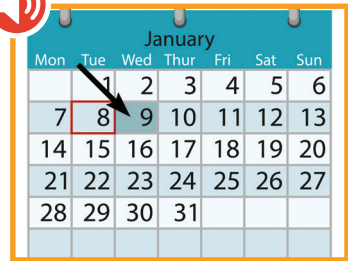 January
Mon Tue Wed Thur Fri Sat Sun
1 2 3 4 5 6
7 8 9 10 11 12 13
14 15 16 17 18 19 20
21 22 23 24 25 26 27
28 29 30 31